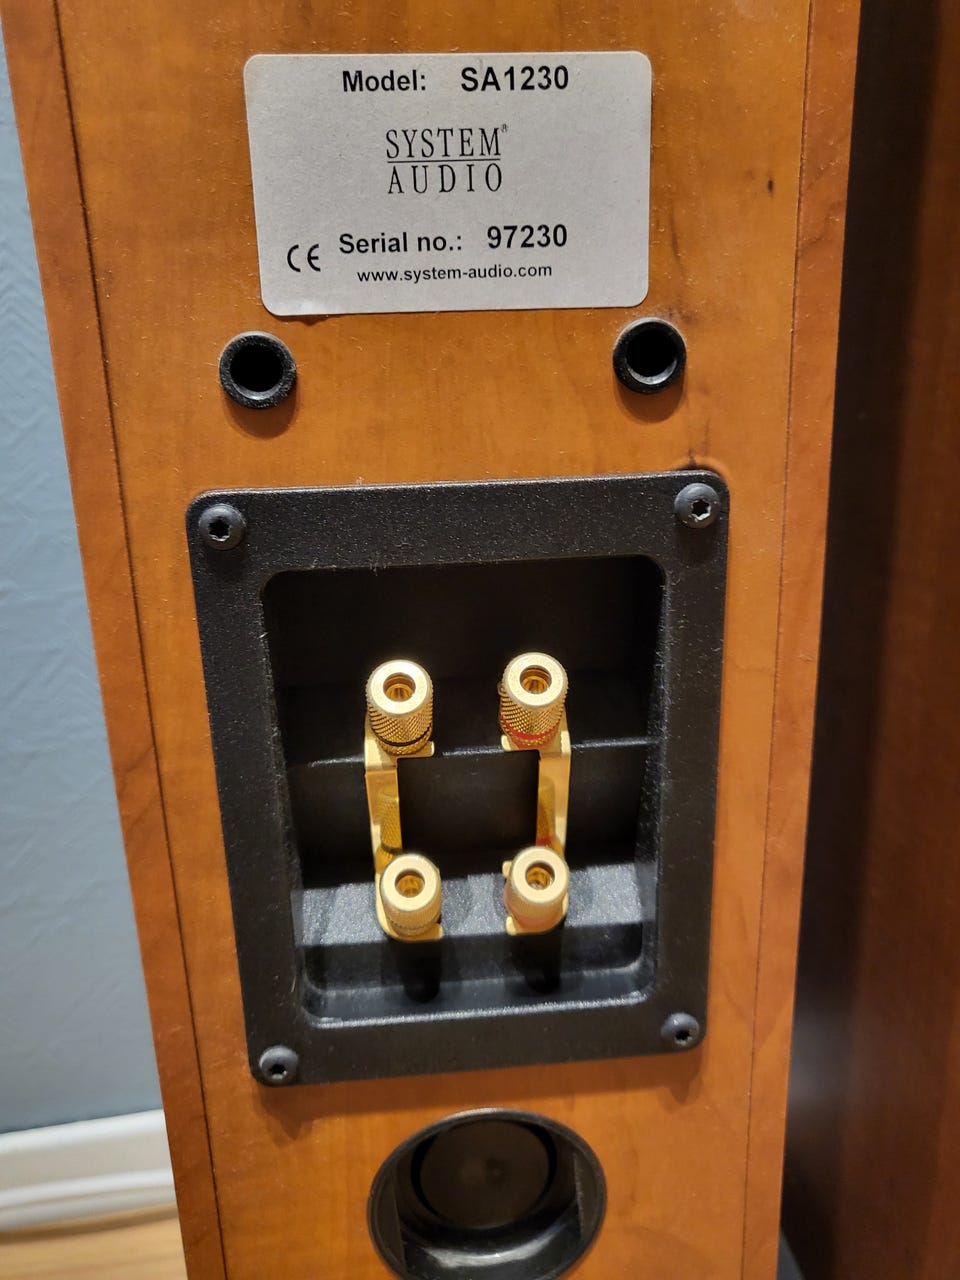 Model: SA1230
SYSTEM®
AUDIO
CE Serial no.: 97230
www.system-audio.com